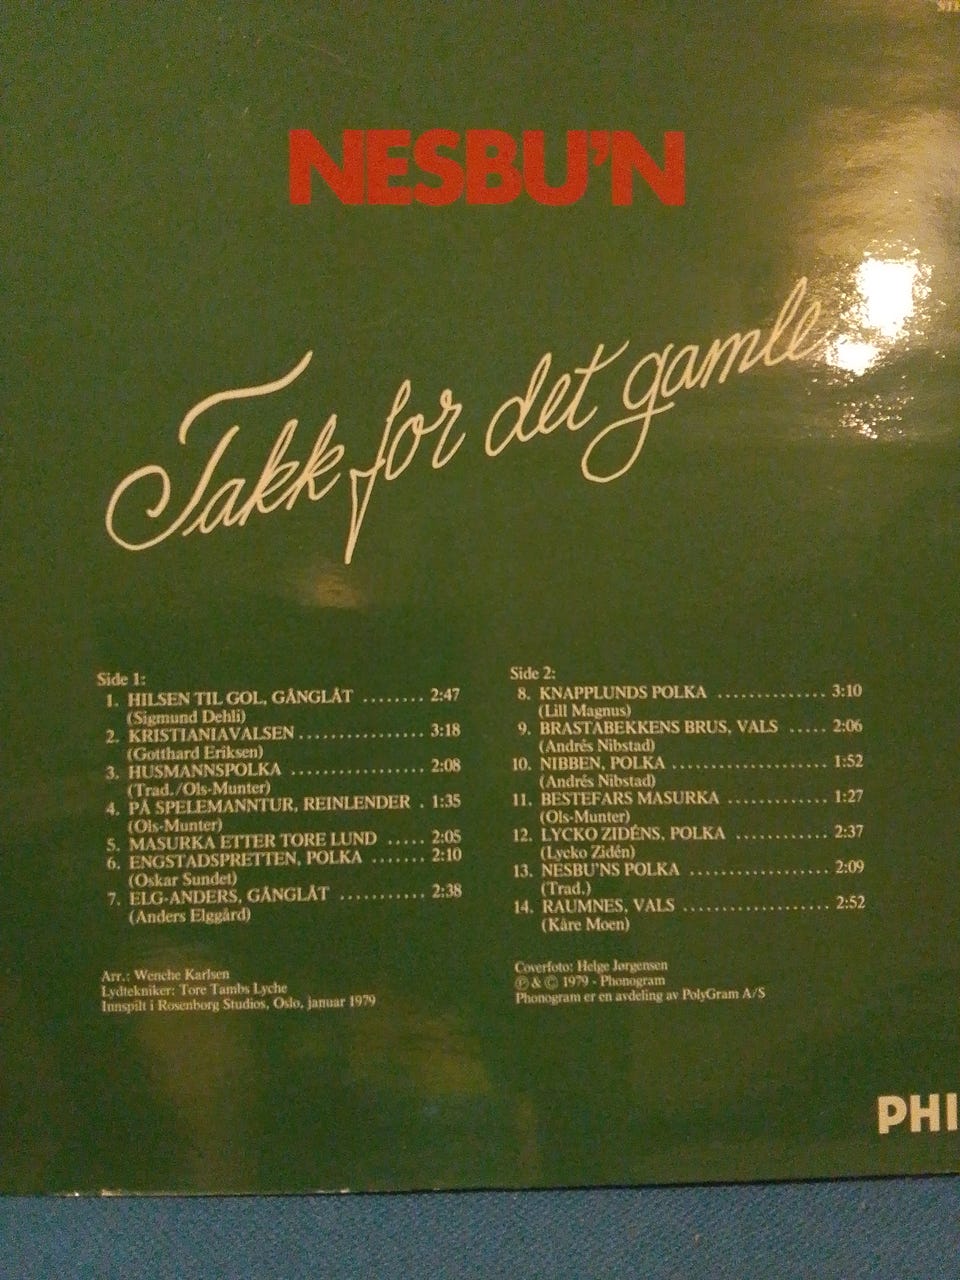 NESBU'N
Takk for det gamle
Side 1:
1. HILSEN TIL GOL, GÅNGLÅT ........ 2:47
(Sigmund Dehli)
2. KRISTIANIAVALSEN ................ 3:18
(Gotthard Eriksen)
3. HUSMANNSPOLKA .................. 2:08
(Trad./Ols-Munter)
4. PÅ SPELEMANNTUR, REINLENDER . 1:35
(Ols-Munter)
5. MASURKA ETTER TORE LUND ..... 2:05
6. ENGSTADSPRETTEN, POLKA ....... 2:10
(Oskar Sundet)
7. ELG-ANDERS, GÅNGLÅT ........... 2:38
(Anders Elggård)
Arr.: Wenche Karlsen
Lydtekniker: Tore Tambs Lyche
Innspilt i Rosenborg Studios, Oslo, januar 1979
Side 2:
8. KNAPPLUNDS POLKA .............. 3:10
(Lill Magnus)
9. BRASTABEKKENS BRUS, VALS ..... 2:06
(Andrés Nibstad)
10. NIBBEN, POLKA .................... 1:52
(Andrés Nibstad)
11. BESTEFARS MASURKA ............. 1:27
(Ols-Munter)
12. LYCKO ZIDÉNS, POLKA ............ 2:37
(Lycko Zidén)
13. NESBU'NS POLKA .................. 2:09
(Trad.)
14. RAUMNES, VALS .................... 2:52
(Kåre Moen)
Coverfoto: Helge Jørgensen
℗ & © 1979 - Phonogram
Phonogram er en avdeling av PolyGram A/S
PHI